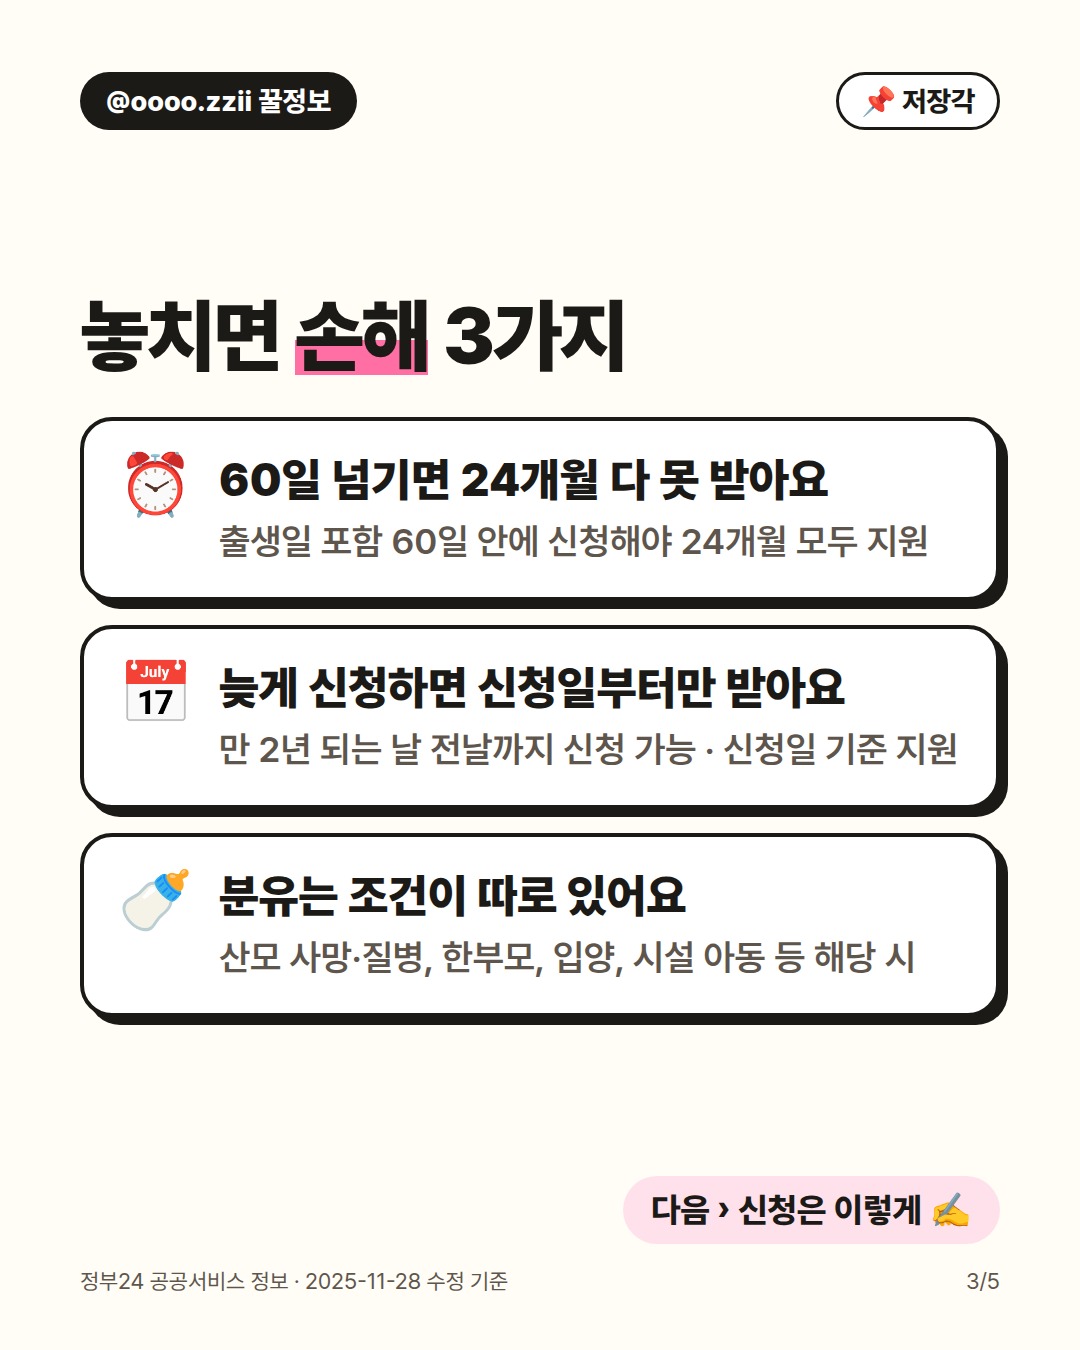 @oooo.zzii 꿀정보
📌 저장각
놓치면 손해 3가지
60일 넘기면 24개월 다 못 받아요
출생일 포함 60일 안에 신청해야 24개월 모두 지원
July
17
늦게 신청하면 신청일부터만 받아요
만 2년 되는 날 전날까지 신청 가능 · 신청일 기준 지원
분유는 조건이 따로 있어요
산모 사망·질병, 한부모, 입양, 시설 아동 등 해당 시
다음 › 신청은 이렇게 ✍️
정부24 공공서비스 정보 · 2025-11-28 수정 기준
3/5